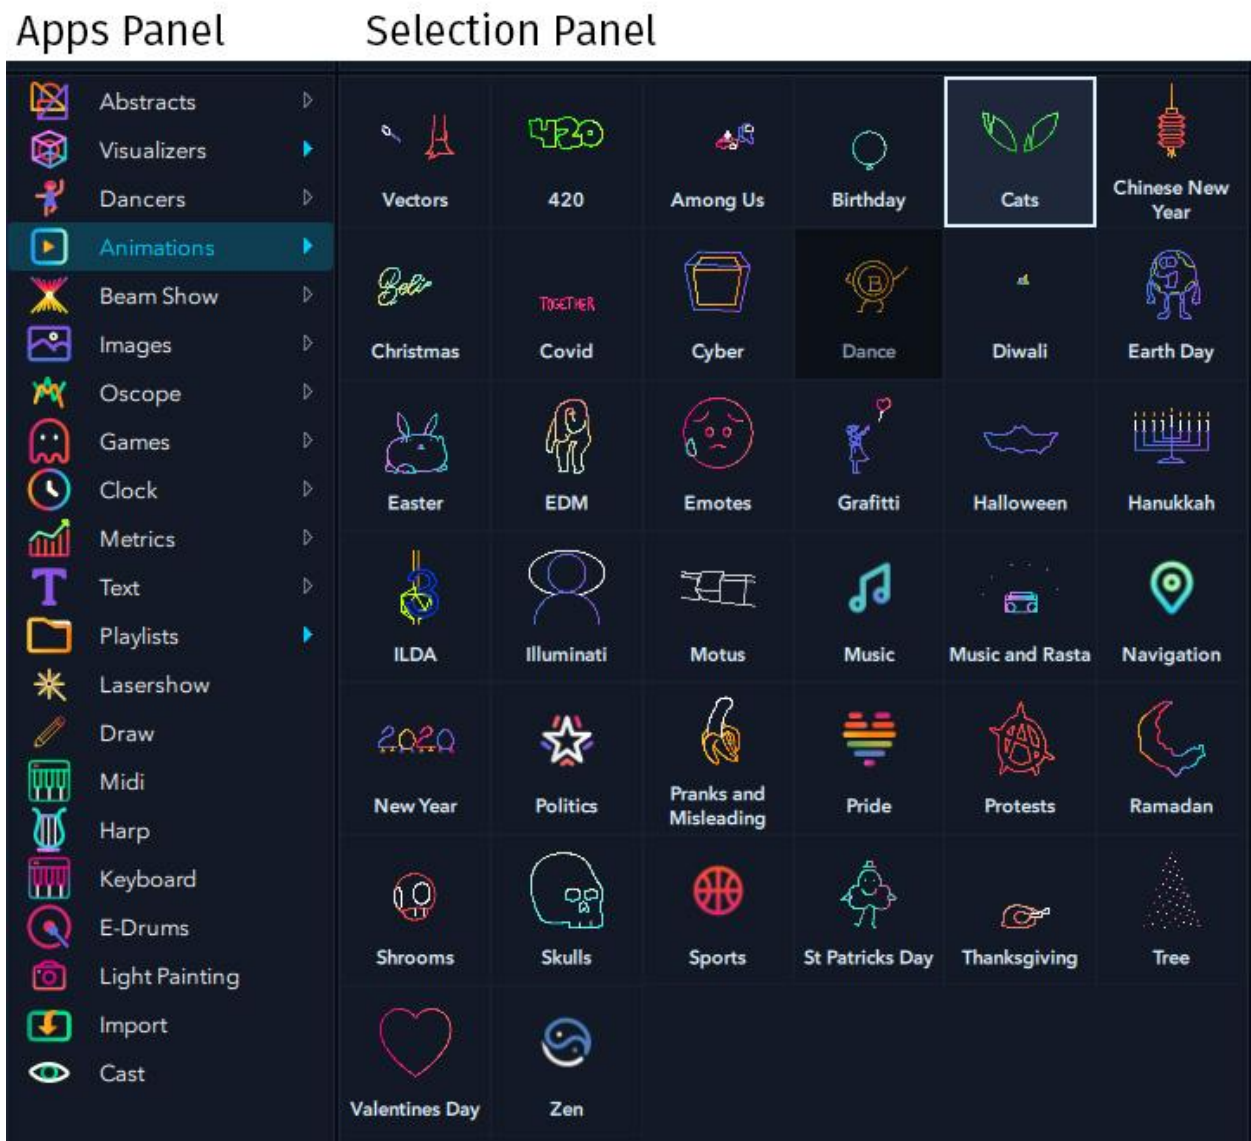 Apps Panel
Selection Panel
Abstracts
Visualizers
Dancers
Animations
Beam Show
Images
Oscope
Games
Clock
Metrics
Text
Playlists
Lasershow
Draw
Midi
Harp
Keyboard
E-Drums
Light Painting
Import
Cast
Vectors
420
420
Among Us
Birthday
Cats
Chinese New
Year
Christmas
TOGETHER
Covid
Cyber
B
Dance
Diwali
Earth Day
Easter
EDM
Emotes
Grafitti
Halloween
Hanukkah
3
ILDA
Illuminati
Motus
Music
Music and Rasta
Navigation
2020
New Year
Politics
Pranks and
Misleading
Pride
A
Protests
Ramadan
Shrooms
Skulls
Sports
St Patricks Day
Thanksgiving
Tree
Valentines Day
Zen